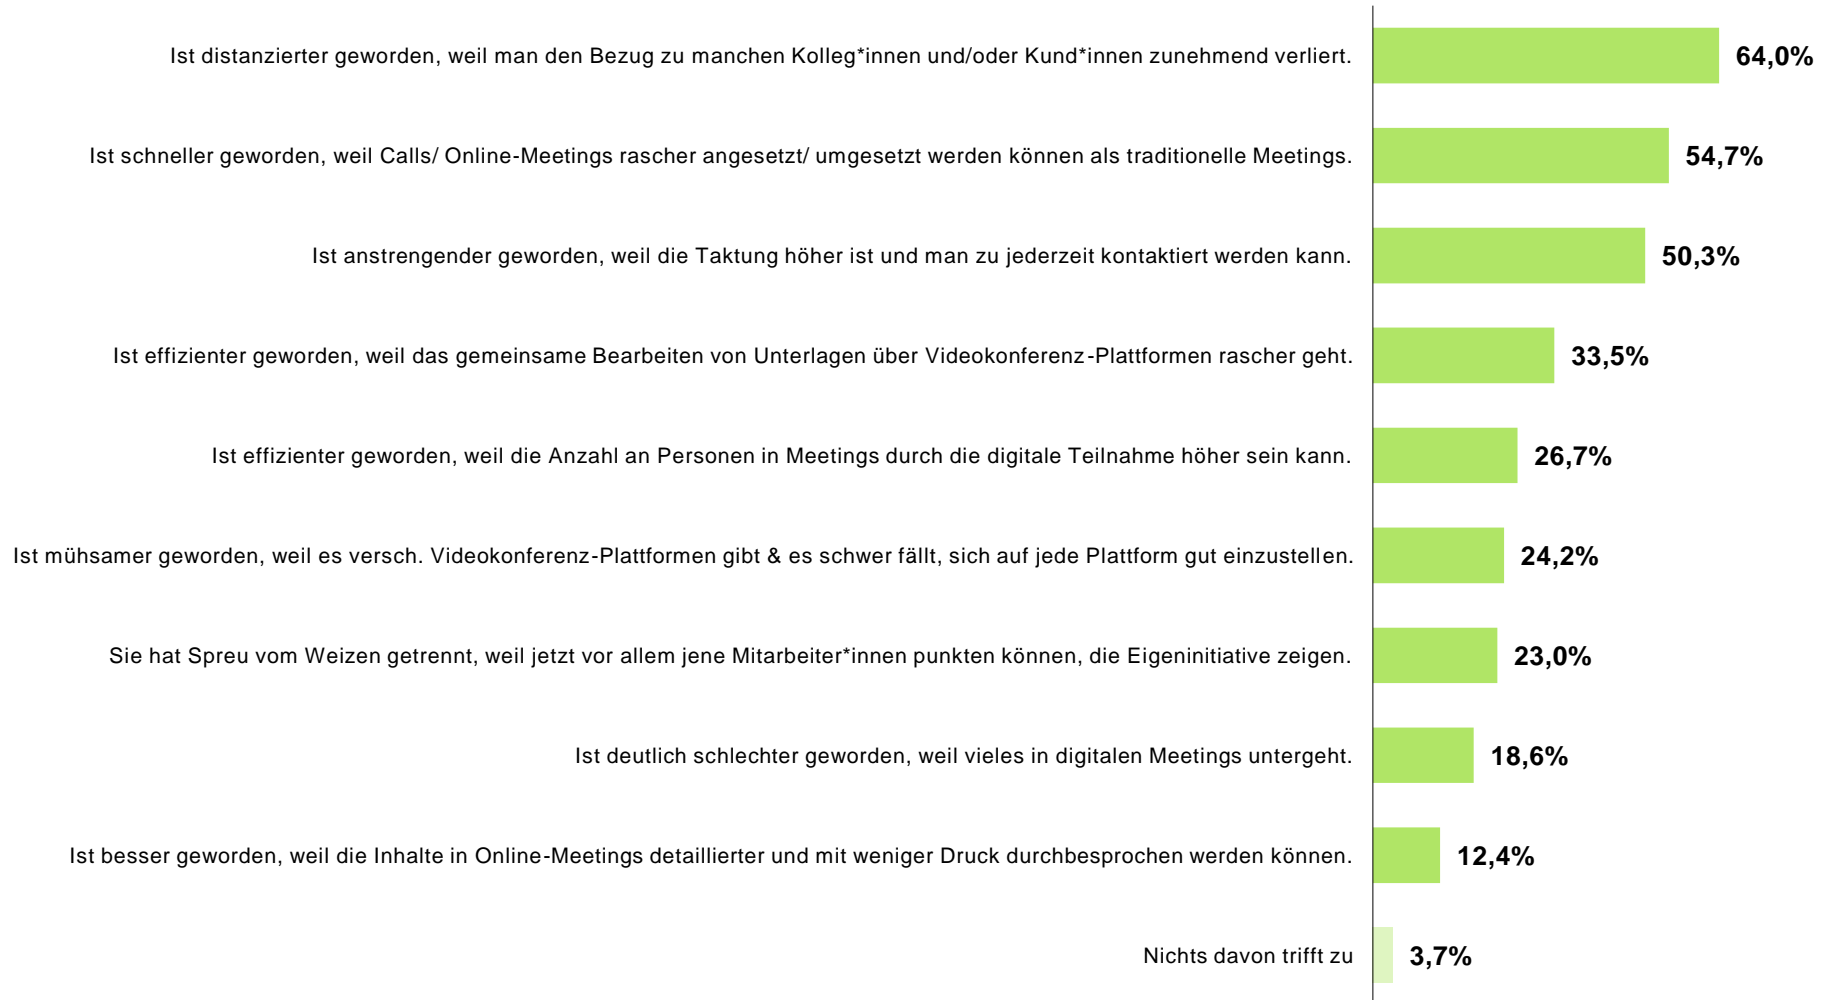 Ist distanzierter geworden, weil man den Bezug zu manchen Kolleg*innen und/oder Kund*innen zunehmend verliert. 64,0%
Ist schneller geworden, weil Calls/ Online-Meetings rascher angesetzt/ umgesetzt werden können als traditionelle Meetings. 54,7%
Ist anstrengender geworden, weil die Taktung höher ist und man zu jederzeit kontaktiert werden kann. 50,3%
Ist effizienter geworden, weil das gemeinsame Bearbeiten von Unterlagen über Videokonferenz-Plattformen rascher geht. 33,5%
Ist effizienter geworden, weil die Anzahl an Personen in Meetings durch die digitale Teilnahme höher sein kann. 26,7%
Ist mühsamer geworden, weil es versch. Videokonferenz-Plattformen gibt & es schwer fällt, sich auf jede Plattform gut einzustellen. 24,2%
Sie hat Spreu vom Weizen getrennt, weil jetzt vor allem jene Mitarbeiter*innen punkten können, die Eigeninitiative zeigen. 23,0%
Ist deutlich schlechter geworden, weil vieles in digitalen Meetings untergeht. 18,6%
Ist besser geworden, weil die Inhalte in Online-Meetings detaillierter und mit weniger Druck durchbesprochen werden können. 12,4%
Nichts davon trifft zu 3,7%